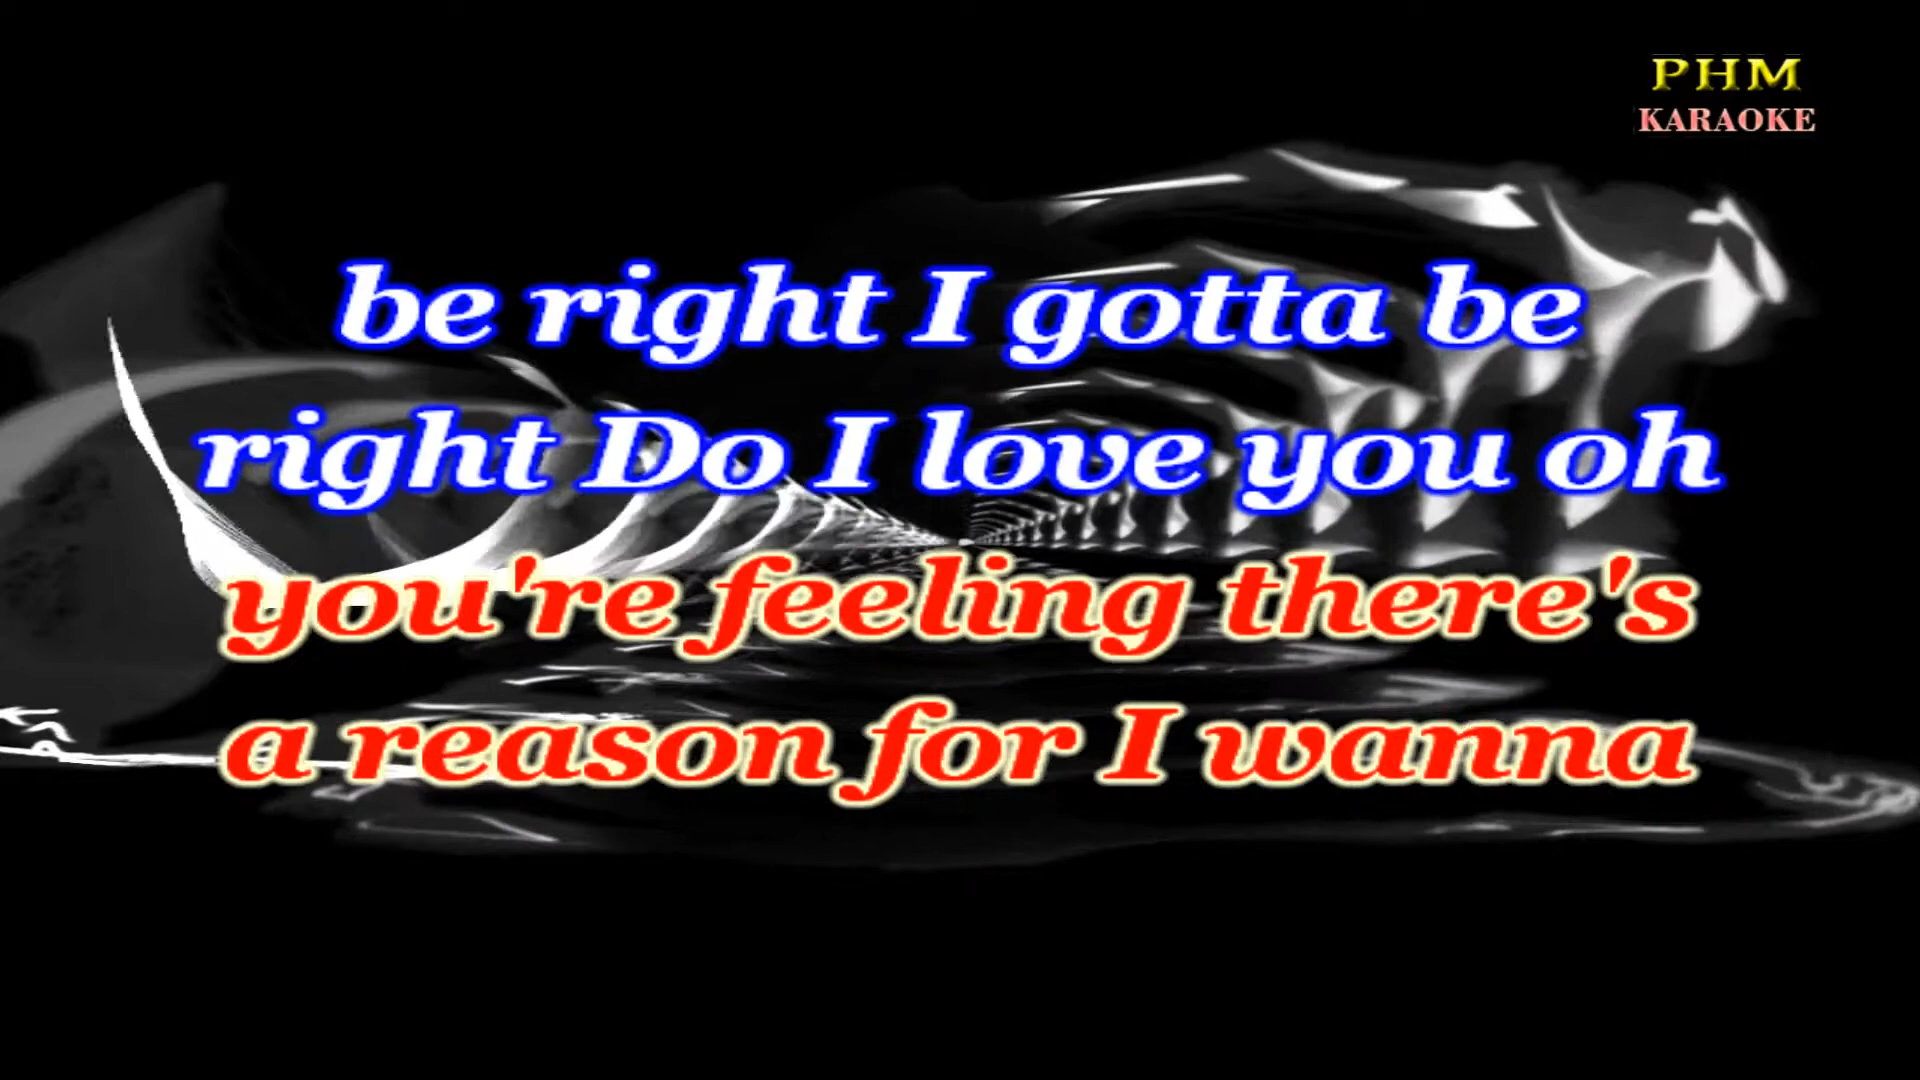 PHM
KARAOKE
be right I gotta be
right Do I love you oh
you're feeling there's
a reason for I wanna